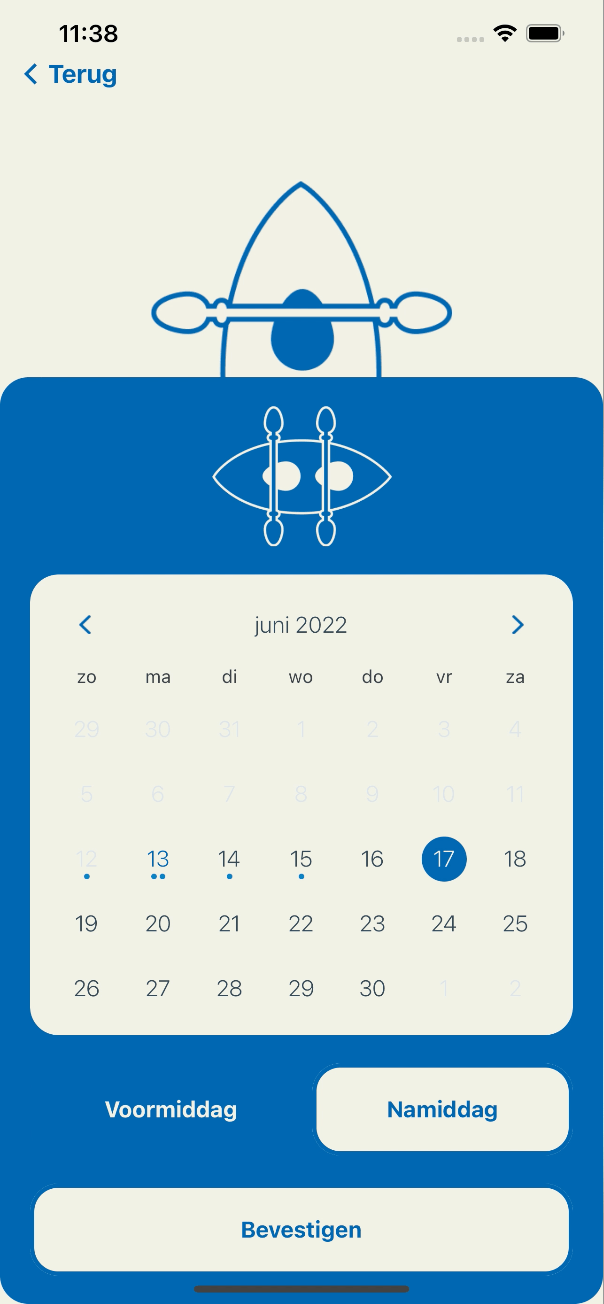 11:38
Terug
juni 2022
zo ma di wo do vr za
29 30 31 1 2 3 4
5 6 7 8 9 10 11
12 13 14 15 16 17 18
19 20 21 22 23 24 25
26 27 28 29 30 1 2
Voormiddag Namiddag
Bevestigen